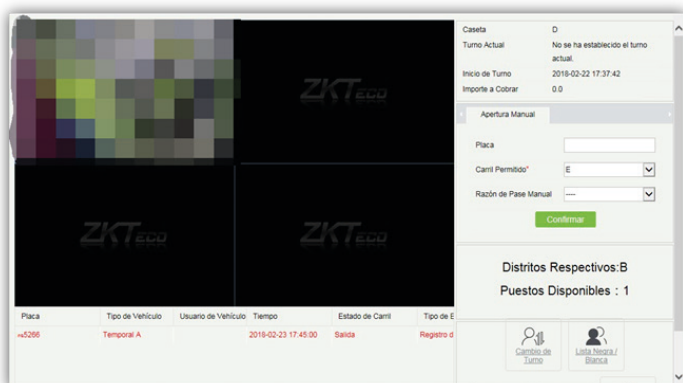 ZKTeco
ZKTeco
ZKTeco
Placa Tipo de Vehículo Usuario de Vehículo Tiempo Estado de Carril Tipo de E
5266 Temporal A 2018-02-23 17:45:00 Salida Registro d
Caseta D
Turno Actual No se ha establecido el turno
actual.
Inicio de Turno 2018-02-22 17:37:42
Importe a Cobrar 0.0
Apertura Manual
Placa
Carril Permitido* E
Razón de Pase Manual ----
Confirmar
Distritos Respectivos:B
Puestos Disponibles : 1
Cambio de
Turno
Lista Negra /
Blanca